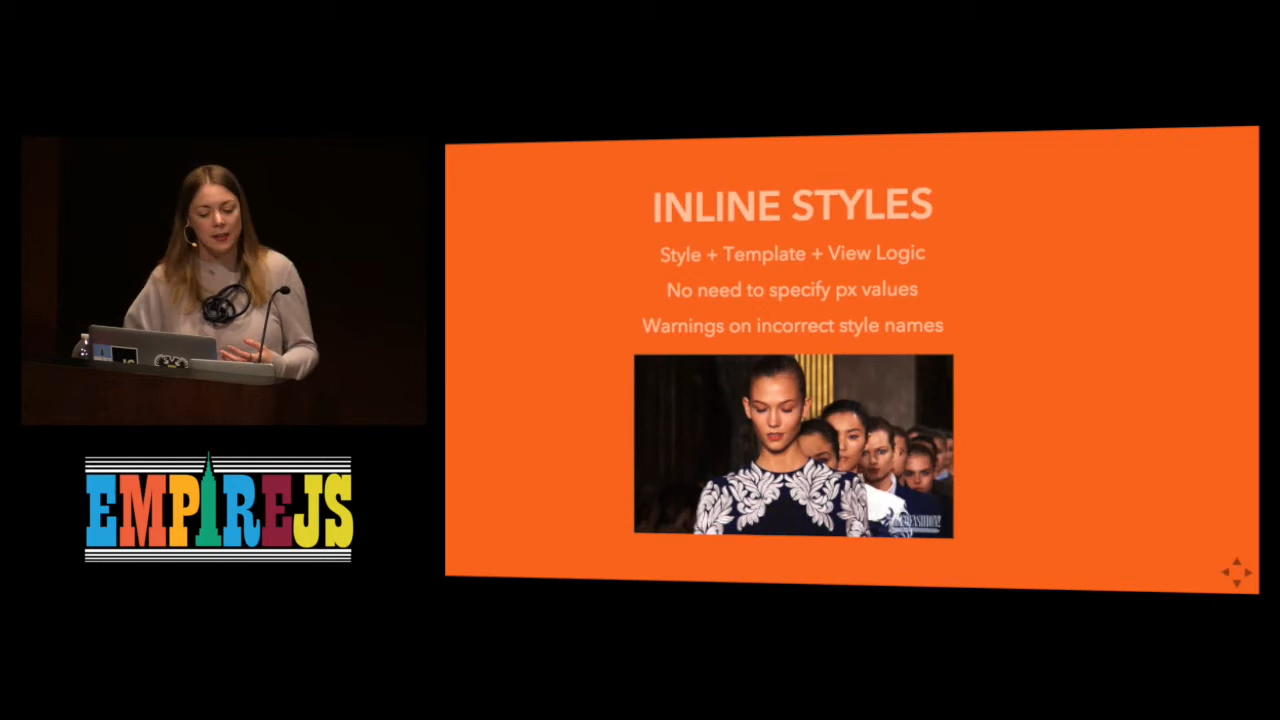 INLINE STYLES
Style + Template + View Logic
No need to specify px values
Warnings on incorrect style names
EMPIREJS